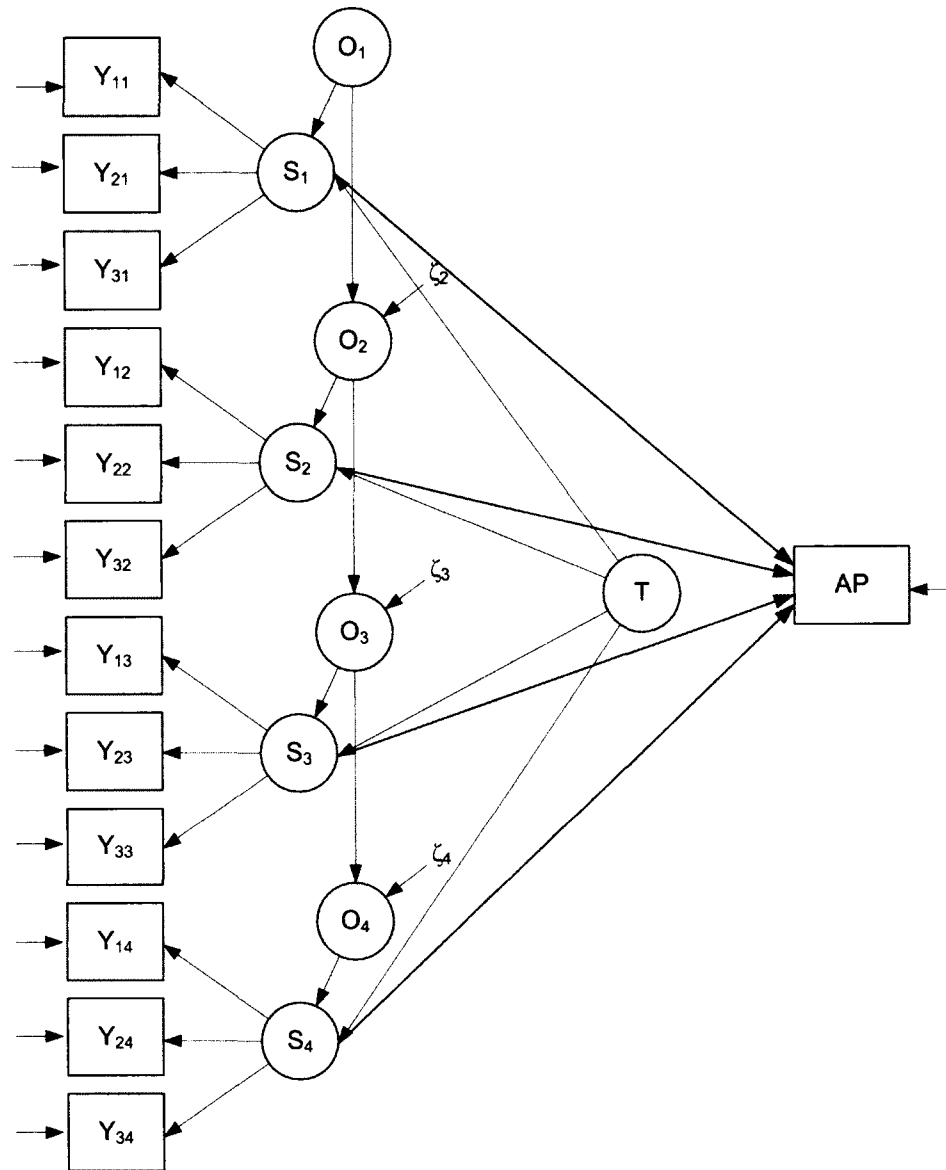 O₁
Y₁₁
S₁
Y₂₁
Y₃₁
ζ₂
O₂
Y₁₂
S₂
Y₂₂
Y₃₂
ζ₃
T
AP
O₃
Y₁₃
S₃
Y₂₃
Y₃₃
ζ₄
O₄
Y₁₄
S₄
Y₂₄
Y₃₄